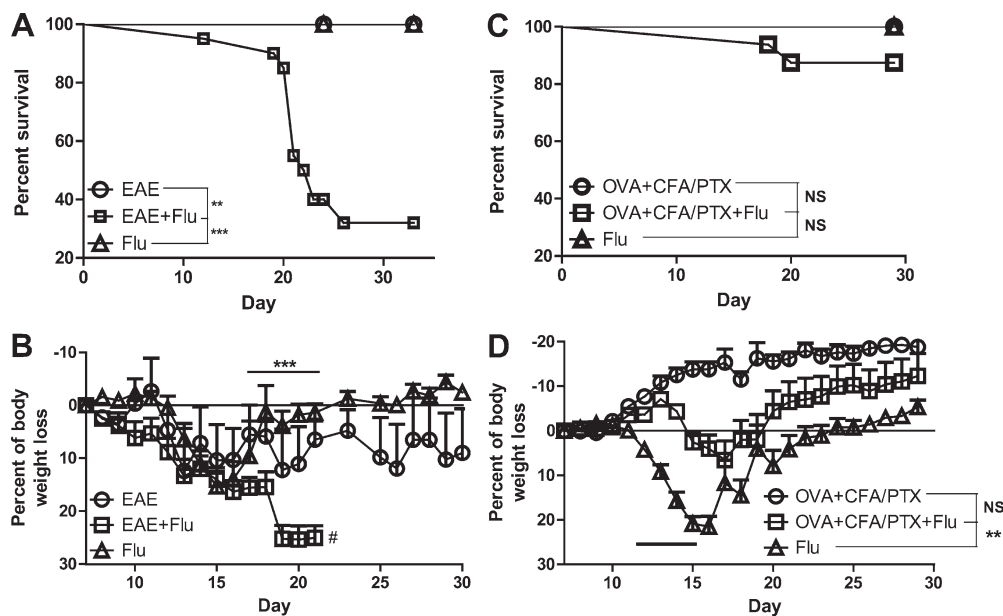 A
Percent survival
100
80
60
40
20
0
10
20
30
Day
EAE
EAE+Flu
Flu
**
***
C
Percent survival
100
80
60
40
20
0
10
20
30
Day
OVA+CFA/PTX
OVA+CFA/PTX+Flu
Flu
NS
NS
B
Percent of body
weight loss
-10
0
10
20
30
10
15
20
25
30
Day
***
#
EAE
EAE+Flu
Flu
D
Percent of body
weight loss
-20
-10
0
10
20
30
10
15
20
25
30
Day
OVA+CFA/PTX
OVA+CFA/PTX+Flu
Flu
NS
**